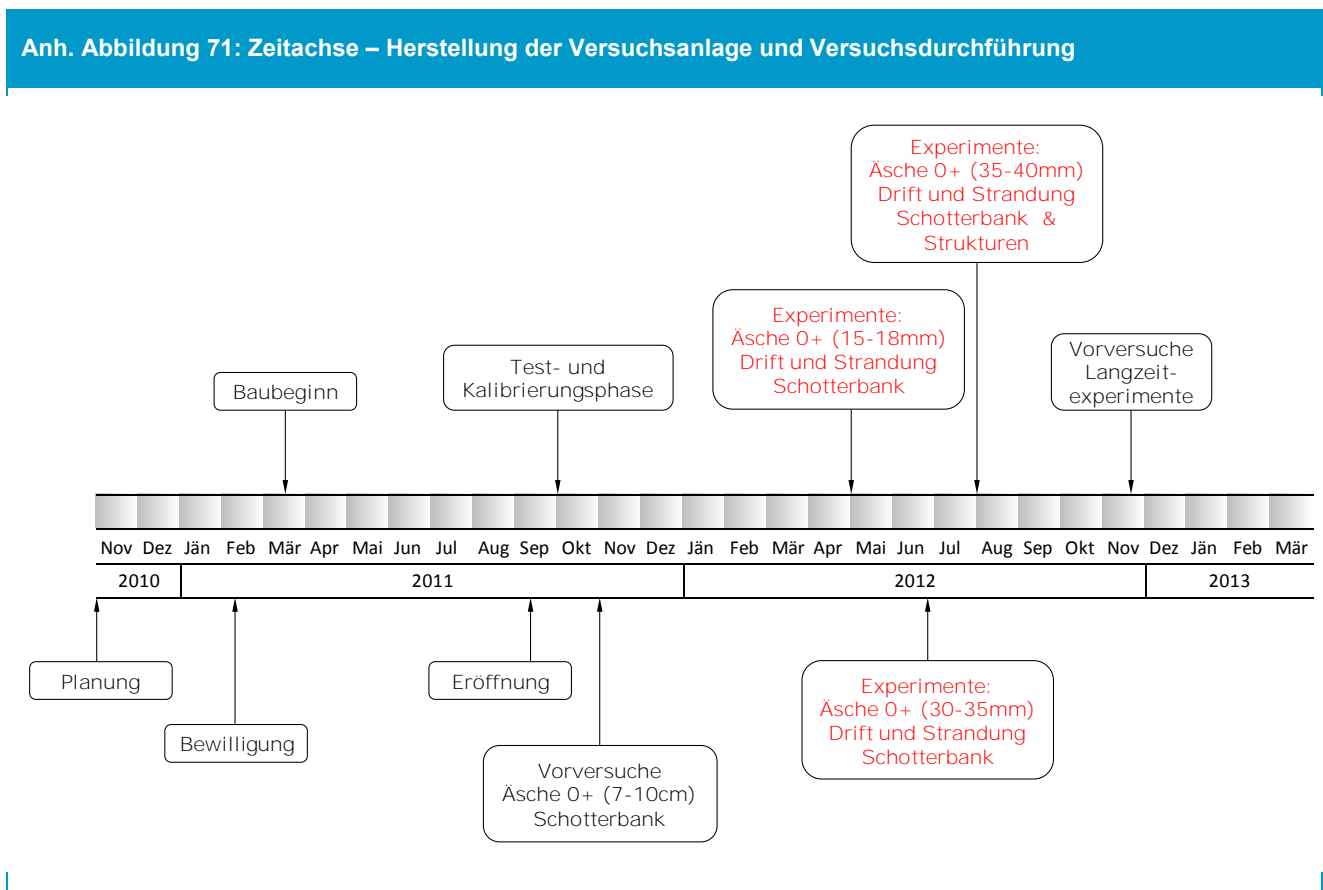 Anh. Abbildung 71: Zeitachse – Herstellung der Versuchsanlage und Versuchsdurchführung
Experimente:
Äsche 0+ (35-40mm)
Drift und Strandung
Schotterbank &
Strukturen
Experimente:
Äsche 0+ (15-18mm)
Drift und Strandung
Schotterbank
Vorversuche
Langzeit-
experimente
Test- und
Kalibrierungsphase
Baubeginn
Nov Dez Jän Feb Mär Apr Mai Jun Jul Aug Sep Okt Nov Dez Jän Feb Mär Apr Mai Jun Jul Aug Sep Okt Nov Dez Jän Feb Mär
2010 2011 2012 2013
Planung
Bewilligung
Eröffnung
Vorversuche
Äsche 0+ (7-10cm)
Schotterbank
Experimente:
Äsche 0+ (30-35mm)
Drift und Strandung
Schotterbank